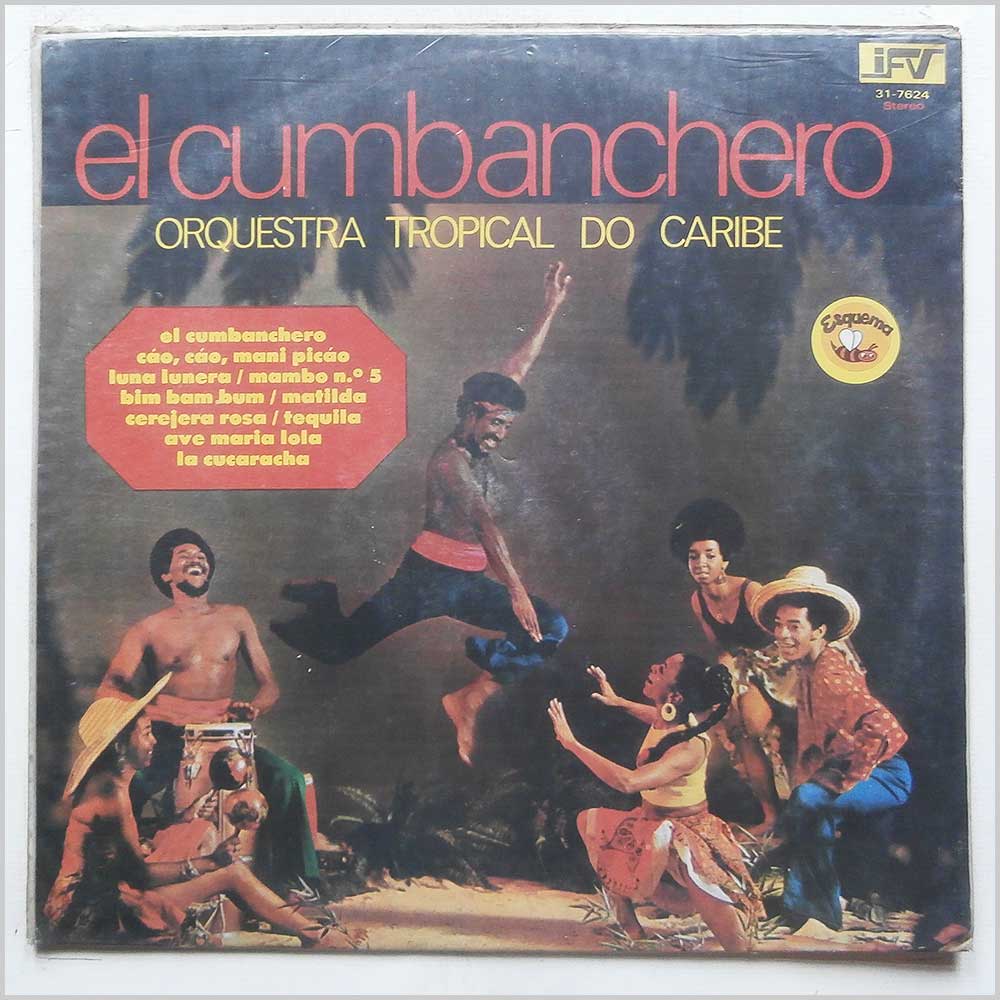 iFV
31-7624
Stereo
el cumbanchero
ORQUESTRA TROPICAL DO CARIBE
el cumbanchero
cáo, cáo, mani picáo
luna lunera / mambo n.º 5
bim bam bum / matilda
cerejera rosa / tequila
ave maria lola
la cucaracha
Esquema